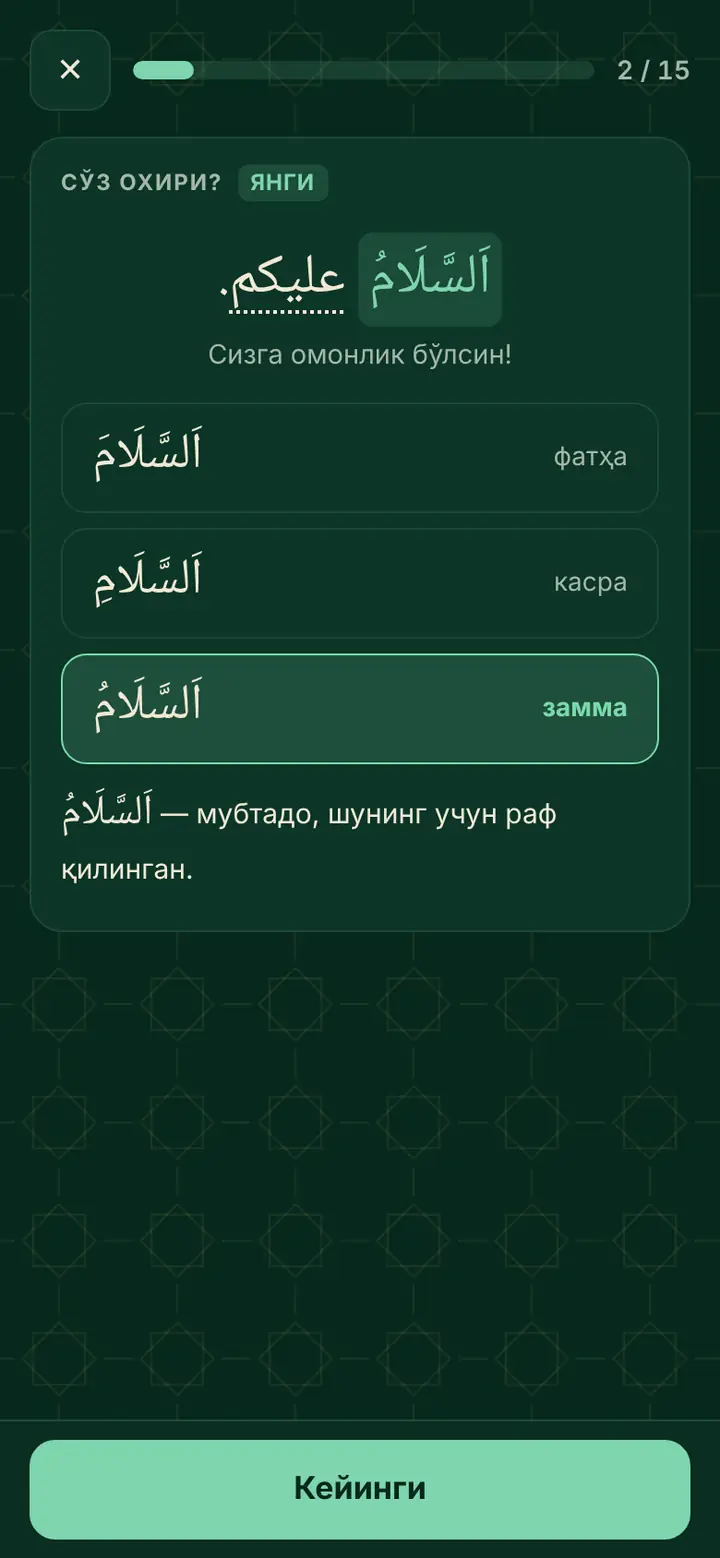 ✕ 2 / 15
СЎЗ ОХИРИ? ЯНГИ
اَلسَّلَامُ عليكم.
Сизга омонлик бўлсин!
اَلسَّلَامَ фатҳа
اَلسَّلَامِ касра
اَلسَّلَامُ замма
اَلسَّلَامُ — мубтадо, шунинг учун раф
қилинган.
Кейинги